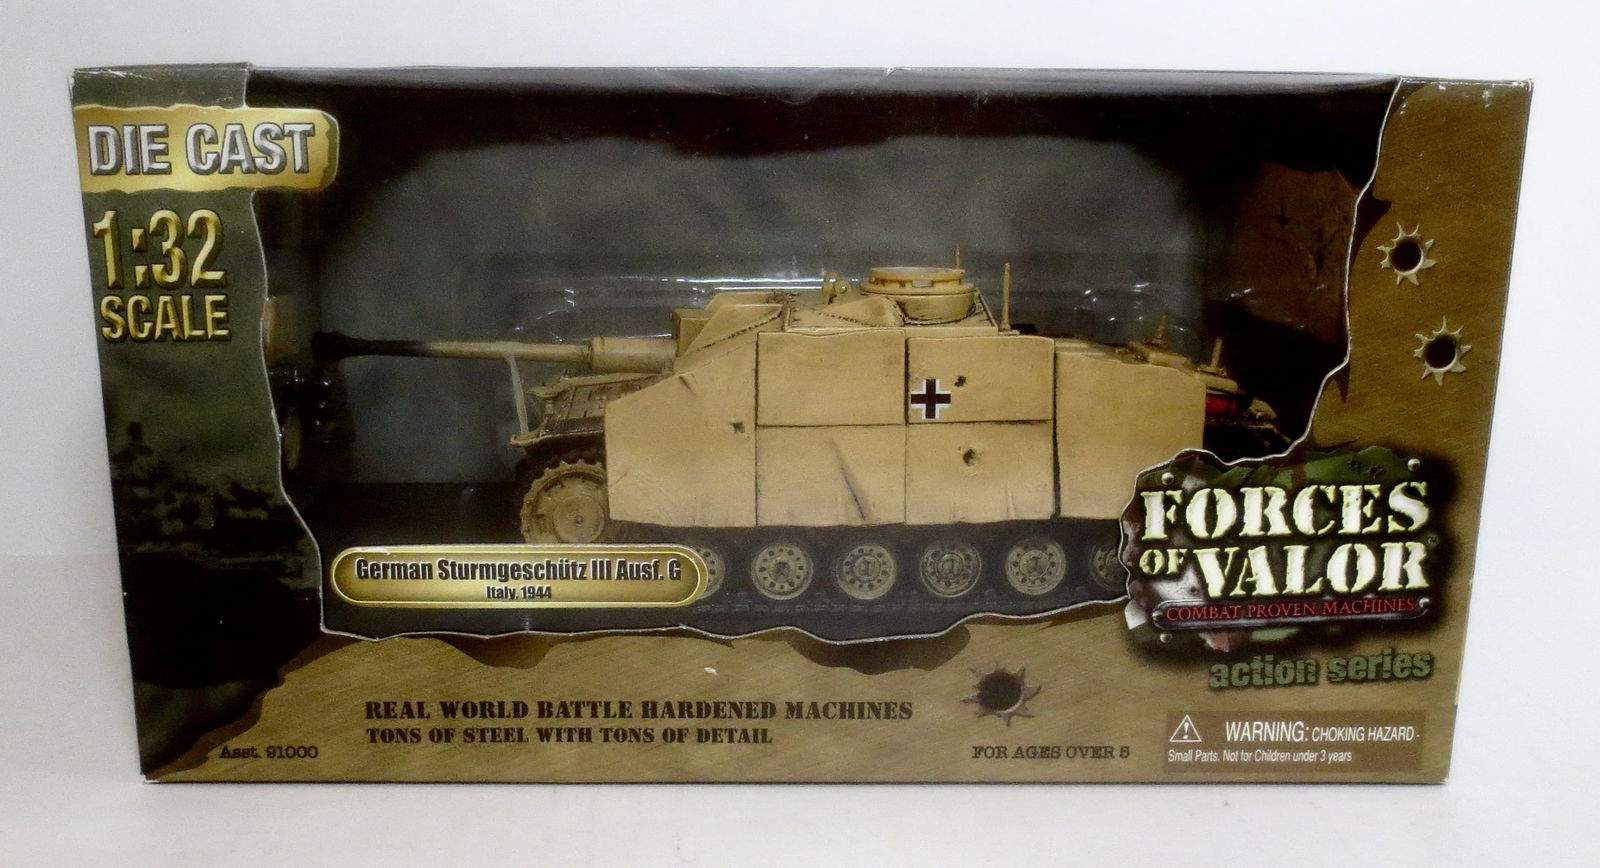 DIE CAST
1:32
SCALE
German Sturmgeschütz III Ausf. G
Italy, 1944
FORCES
OF VALOR™
COMBAT PROVEN MACHINES
action series
REAL WORLD BATTLE HARDENED MACHINES
TONS OF STEEL WITH TONS OF DETAIL
Asst. 91000
FOR AGES OVER 5
WARNING: CHOKING HAZARD -
Small Parts. Not for Children under 3 years